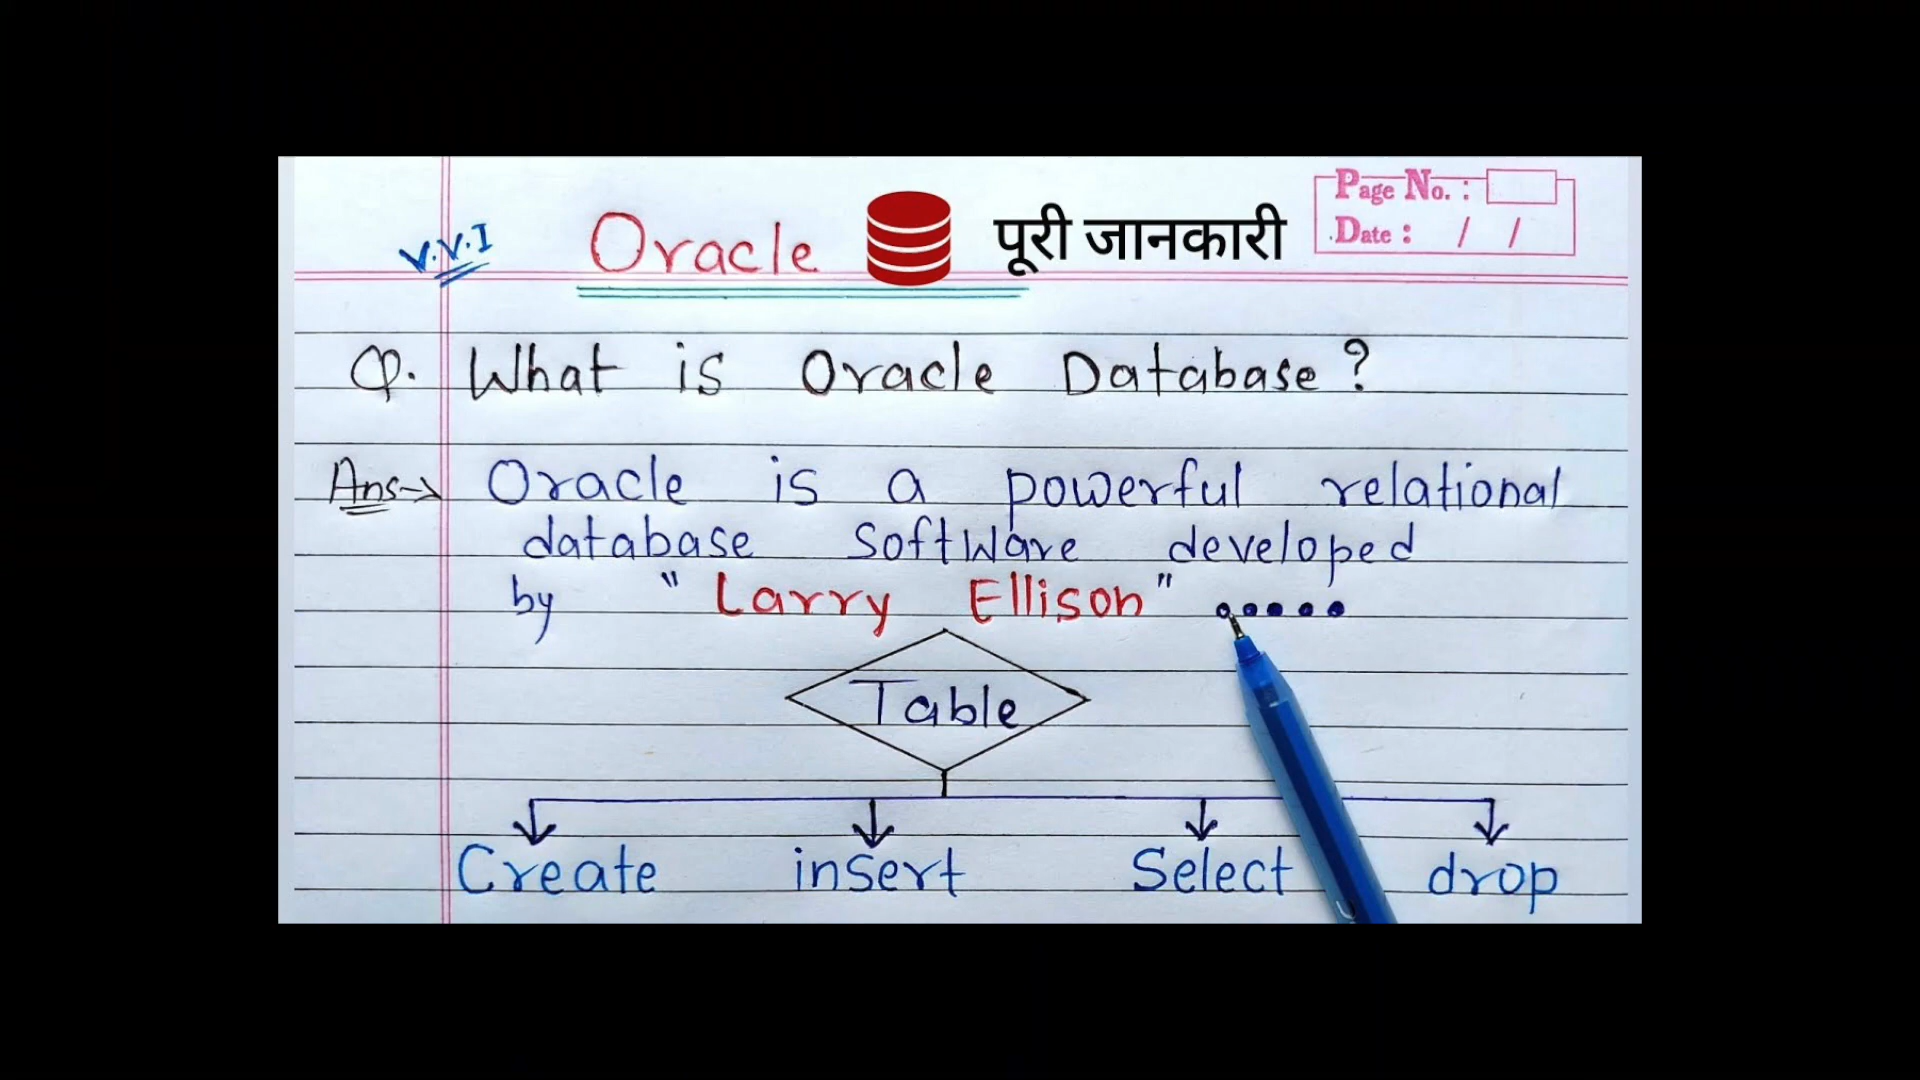 Page No. :
Date : / /
V.V.I Oracle पूरी जानकारी
Q. What is Oracle Database?
Ans→ Oracle is a powerful relational
database Software developed
by "Larry Ellison" .....
Table
Create insert Select drop